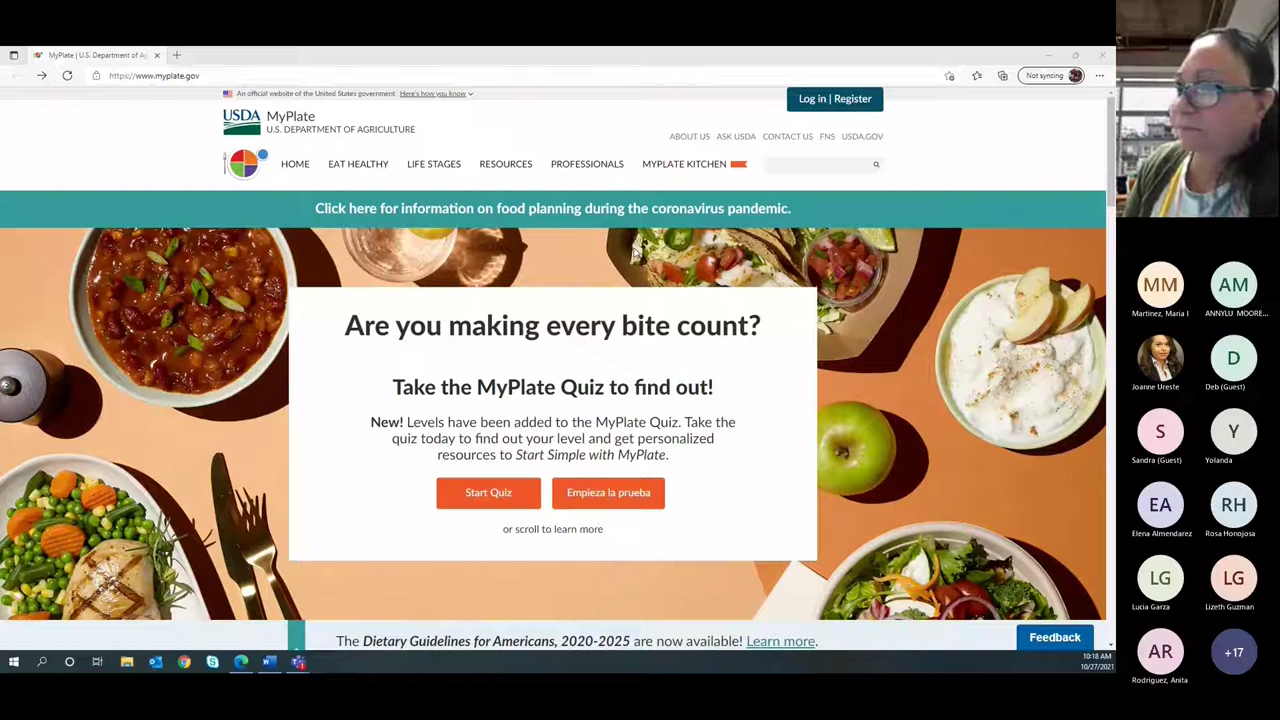 MyPlate | U.S. Department of Ag
https://www.myplate.gov
Not syncing
An official website of the United States government. Here's how you know
Log in | Register
USDA
MyPlate
U.S. DEPARTMENT OF AGRICULTURE
ABOUT US ASK USDA CONTACT US FNS USDA.GOV
HOME EAT HEALTHY LIFE STAGES RESOURCES PROFESSIONALS MYPLATE KITCHEN
Click here for information on food planning during the coronavirus pandemic.
Are you making every bite count?
Take the MyPlate Quiz to find out!
New! Levels have been added to the MyPlate Quiz. Take the
quiz today to find out your level and get personalized
resources to Start Simple with MyPlate.
Start Quiz Empieza la prueba
or scroll to learn more
The Dietary Guidelines for Americans, 2020-2025 are now available! Learn more.
Feedback
10:18 AM
10/27/2021
MM AM
Martinez, Maria I ANNYLU MOORE...
D
Joanne Ureste Deb (Guest)
S Y
Sandra (Guest) Yolanda
EA RH
Elena Almendarez Rosa Honojosa
LG LG
Lucia Garza Lizeth Guzman
AR +17
Rodriguez, Anita